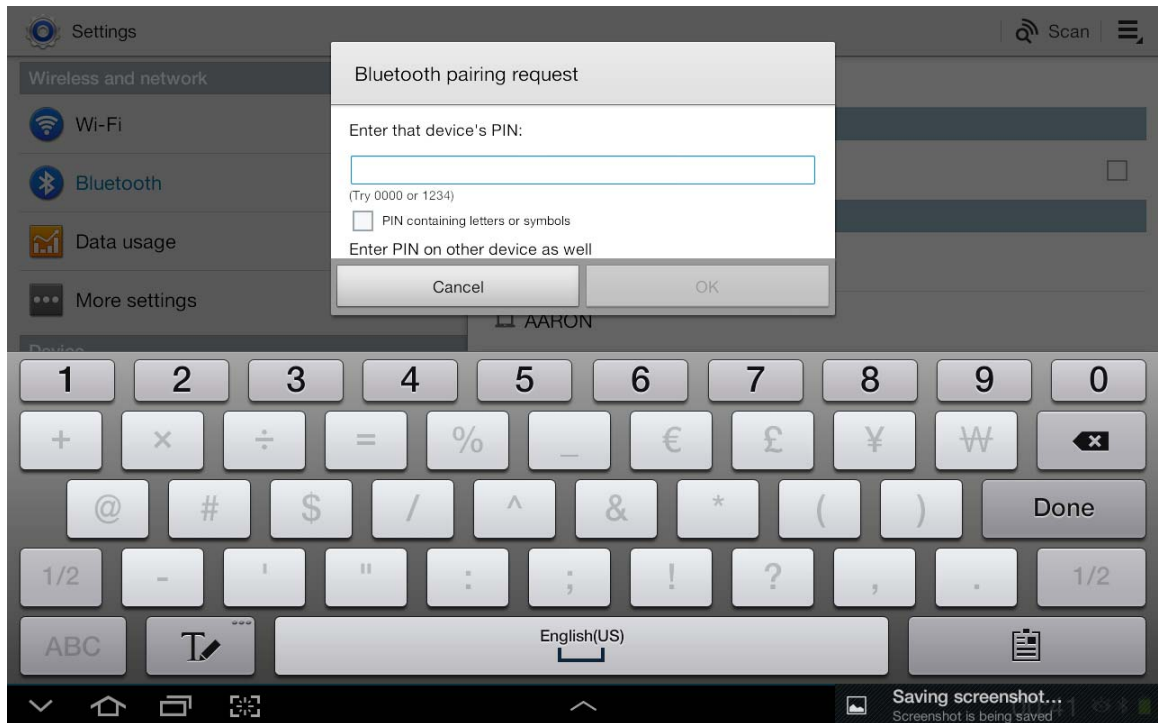 Settings
Scan
Wireless and network
Wi-Fi
Bluetooth
Data usage
More settings
Device
Bluetooth pairing request
Enter that device's PIN:
(Try 0000 or 1234)
PIN containing letters or symbols
Enter PIN on other device as well
Cancel OK
AARON
1 2 3 4 5 6 7 8 9 0
+ × ÷ = % _ € £ ¥ ₩
@ # $ / ^ & * ( ) Done
1/2 - ' " : ; ! ? , . 1/2
ABC English(US)
Saving screenshot...
Screenshot is being saved